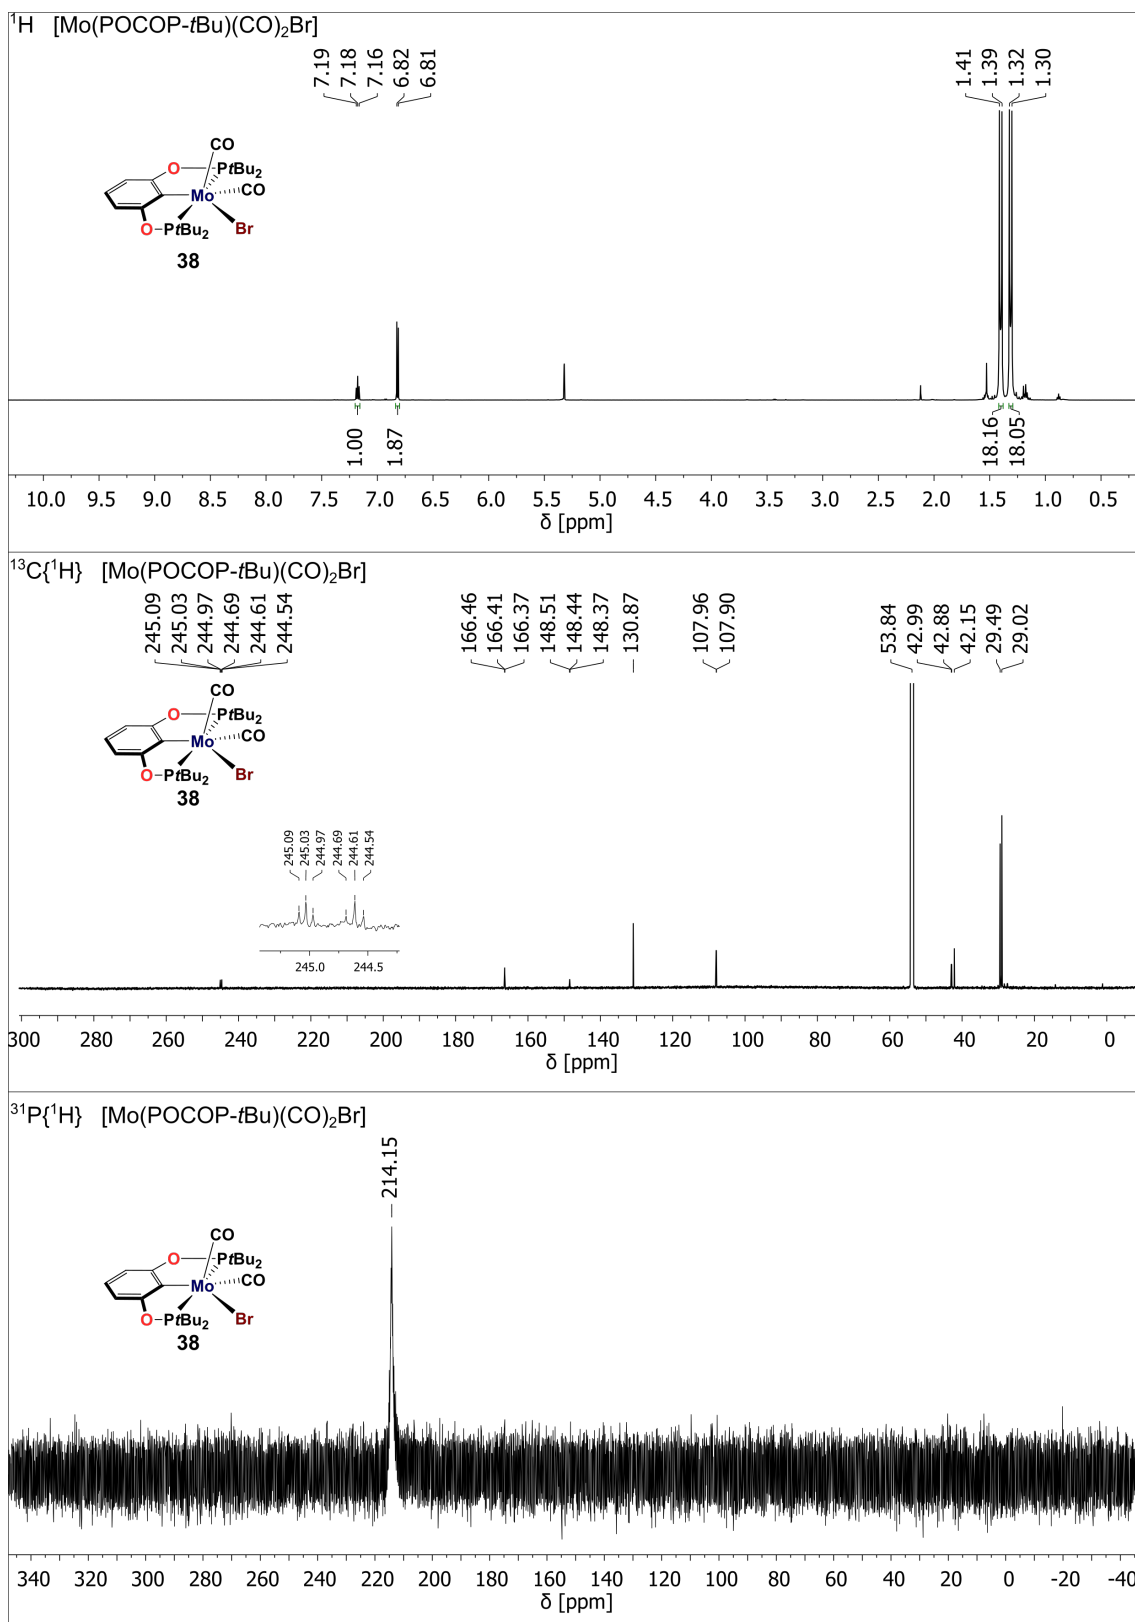 ¹H [Mo(POCOP-tBu)(CO)₂Br]
7.19 7.18 7.16 6.82 6.81 1.41 1.39 1.32 1.30
CO
O PtBu₂
Mo CO
O-PtBu₂ Br
38
1.00 1.87 18.16 18.05
10.0 9.5 9.0 8.5 8.0 7.5 7.0 6.5 6.0 5.5 5.0 4.5 4.0 3.5 3.0 2.5 2.0 1.5 1.0 0.5
δ [ppm]
¹³C{¹H} [Mo(POCOP-tBu)(CO)₂Br]
245.09 245.03 244.97 244.69 244.61 244.54 166.46 166.41 166.37 148.51 148.44 148.37 130.87 107.96 107.90 53.84 42.99 42.88 42.15 29.49 29.02
CO
O PtBu₂
Mo CO
O-PtBu₂ Br
38
245.09 245.03 244.97 244.69 244.61 244.54
245.0 244.5
300 280 260 240 220 200 180 160 140 120 100 80 60 40 20 0
δ [ppm]
³¹P{¹H} [Mo(POCOP-tBu)(CO)₂Br]
214.15
CO
O PtBu₂
Mo CO
O-PtBu₂ Br
38
340 320 300 280 260 240 220 200 180 160 140 120 100 80 60 40 20 0 -20 -40
δ [ppm]